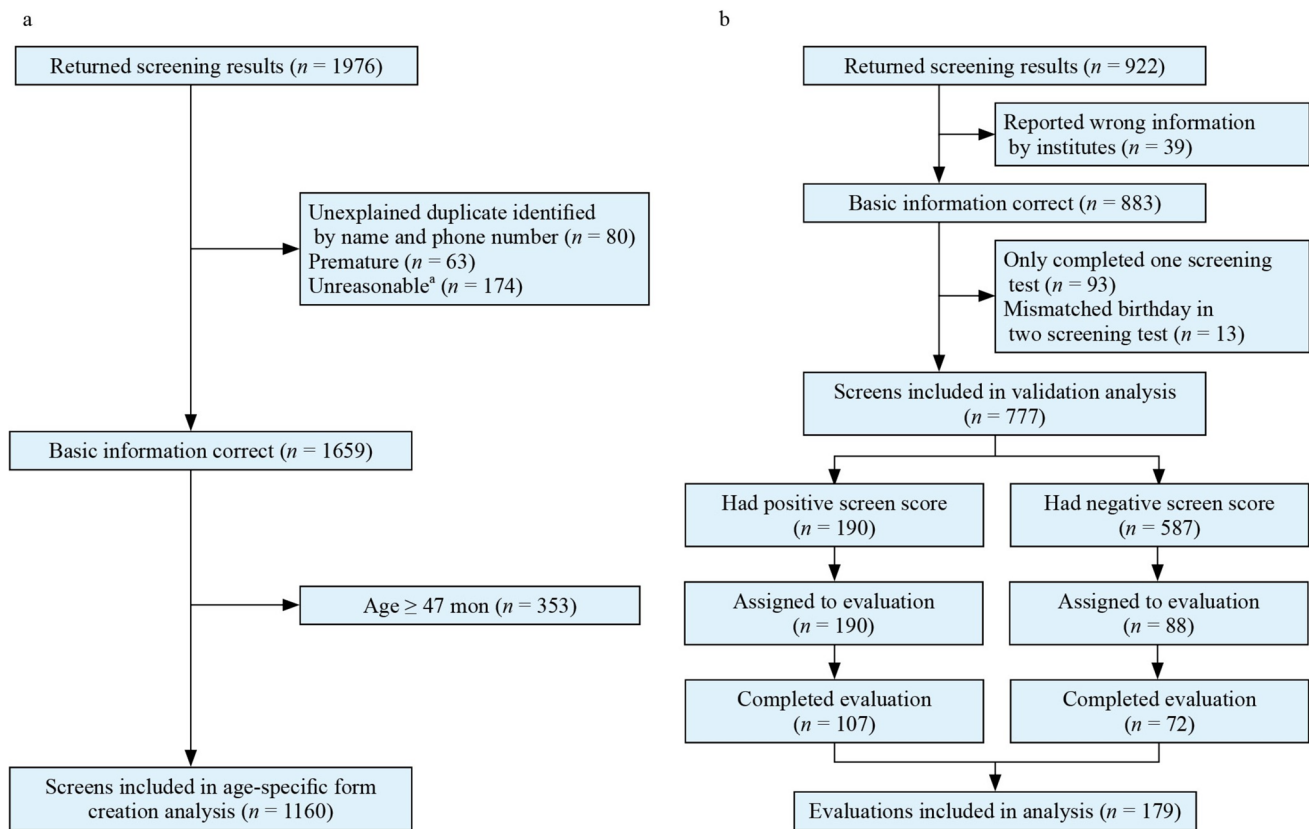 a
Returned screening results (n = 1976)
Unexplained duplicate identified
by name and phone number (n = 80)
Premature (n = 63)
Unreasonableᵃ (n = 174)
Basic information correct (n = 1659)
Age ≥ 47 mon (n = 353)
Screens included in age-specific form
creation analysis (n = 1160)
b
Returned screening results (n = 922)
Reported wrong information
by institutes (n = 39)
Basic information correct (n = 883)
Only completed one screening
test (n = 93)
Mismatched birthday in
two screening test (n = 13)
Screens included in validation analysis
(n = 777)
Had positive screen score
(n = 190)
Had negative screen score
(n = 587)
Assigned to evaluation
(n = 190)
Assigned to evaluation
(n = 88)
Completed evaluation
(n = 107)
Completed evaluation
(n = 72)
Evaluations included in analysis (n = 179)